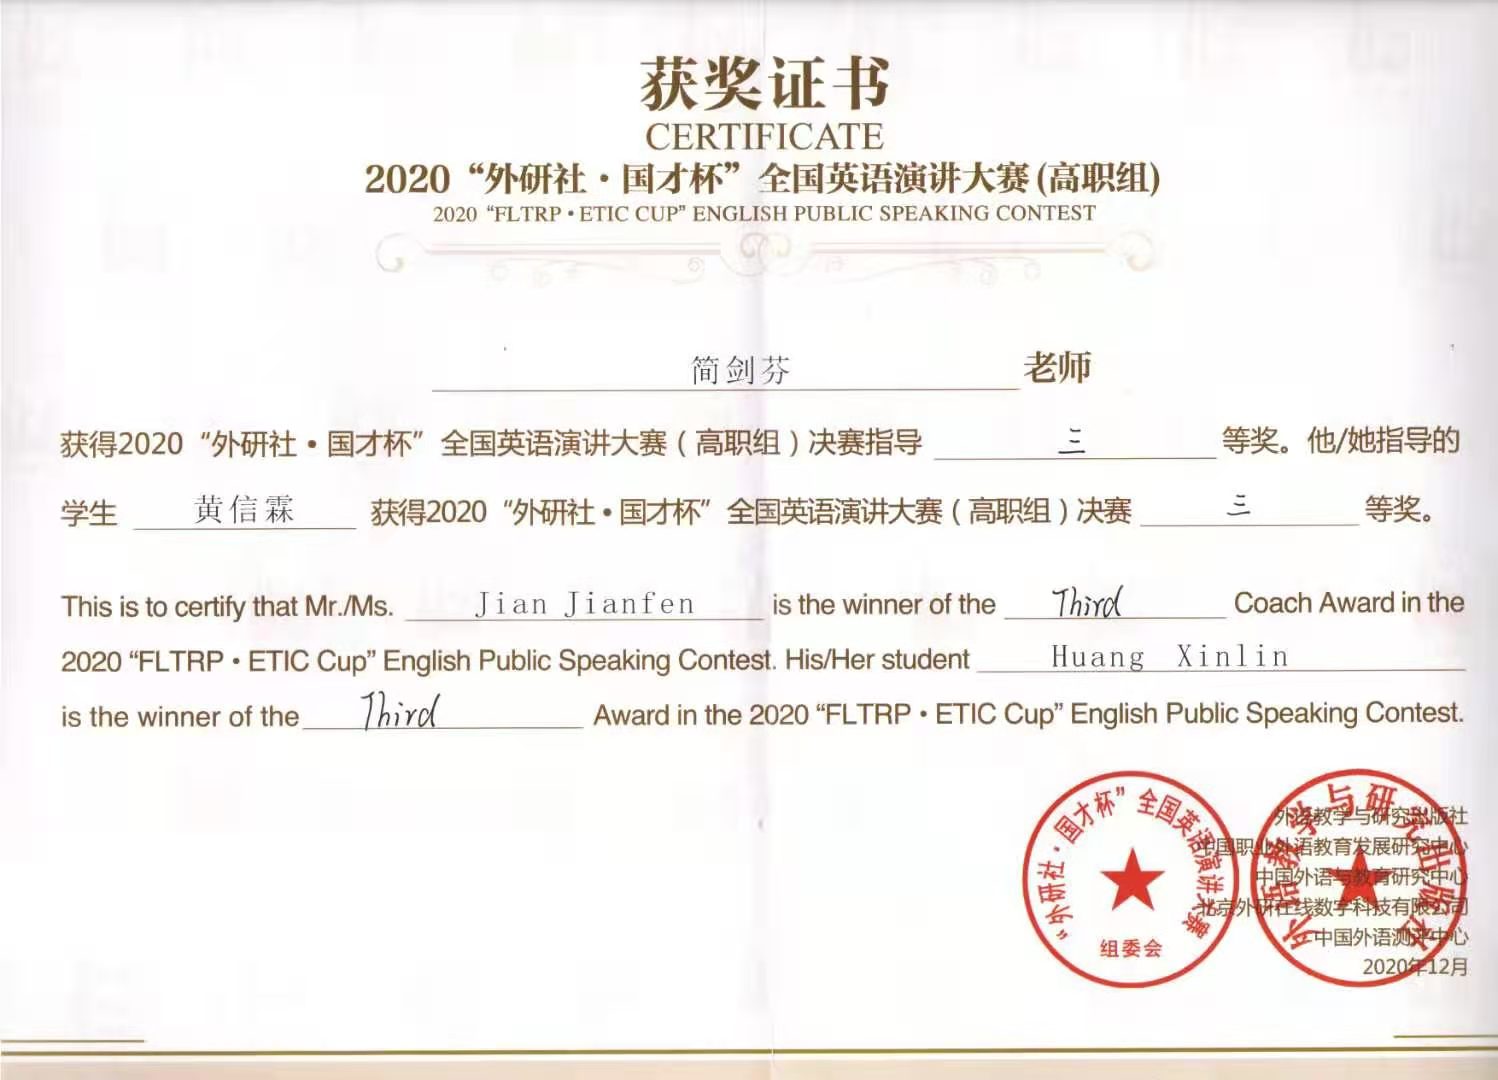 获奖证书
CERTIFICATE
2020“外研社·国才杯”全国英语演讲大赛(高职组)
2020 “FLTRP·ETIC CUP” ENGLISH PUBLIC SPEAKING CONTEST
简剑芬 老师
获得2020“外研社·国才杯”全国英语演讲大赛(高职组)决赛指导 三 等奖。他/她指导的
学生 黄信霖 获得2020“外研社·国才杯”全国英语演讲大赛(高职组)决赛 三 等奖。
This is to certify that Mr./Ms. Jian Jianfen is the winner of the Third Coach Award in the
2020 “FLTRP·ETIC Cup” English Public Speaking Contest. His/Her student Huang Xinlin
is the winner of the Third Award in the 2020 “FLTRP·ETIC Cup” English Public Speaking Contest.
“外研社·国才杯”全国英语演讲大赛
组委会
外语教学与研究出版社
外语教学与研究出版社
中国职业外语教育发展研究中心
中国外语与教育研究中心
北京外研在线数字科技有限公司
中国外语测评中心
2020年12月